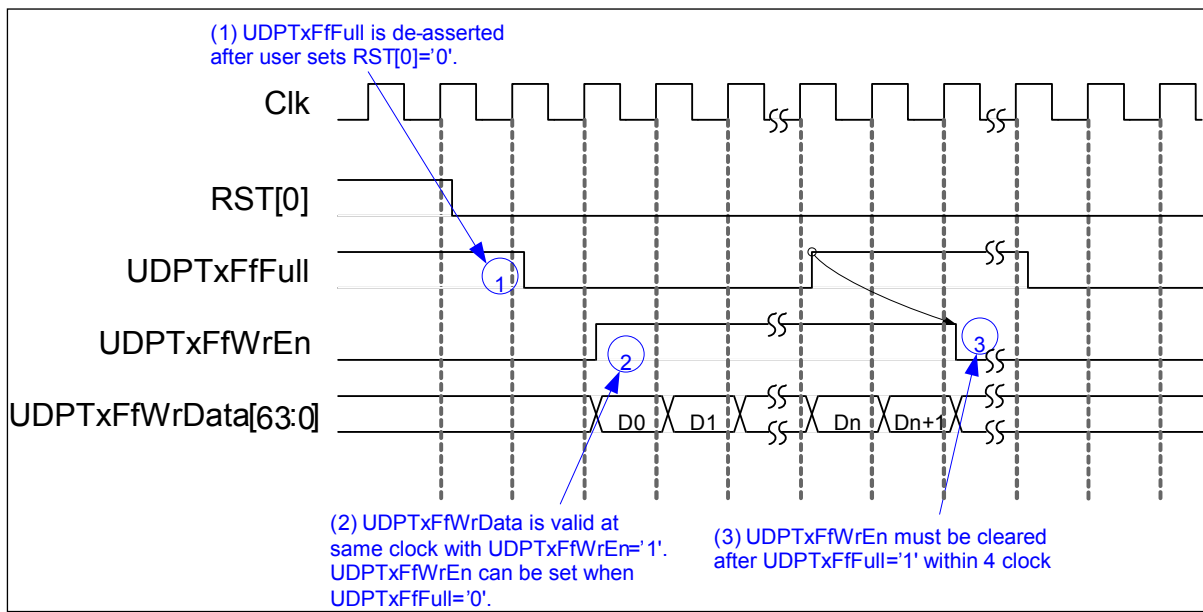 (1) UDPTxFfFull is de-asserted
after user sets RST[0]='0'.
Clk
RST[0]
UDPTxFfFull
1
UDPTxFfWrEn
2
3
UDPTxFfWrData[63:0]
D0
D1
Dn
Dn+1
(2) UDPTxFfWrData is valid at
same clock with UDPTxFfWrEn='1'.
UDPTxFfWrEn can be set when
UDPTxFfFull='0'.
(3) UDPTxFfWrEn must be cleared
after UDPTxFfFull='1' within 4 clock